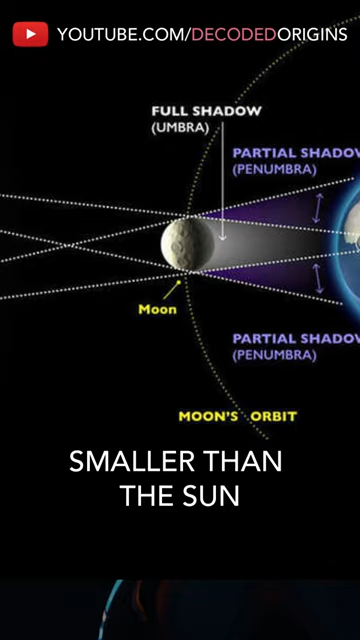 YOUTUBE.COM/DECODEDORIGINS
FULL SHADOW
(UMBRA)
PARTIAL SHADOW
(PENUMBRA)
Moon
PARTIAL SHADOW
(PENUMBRA)
MOON'S ORBIT
SMALLER THAN
THE SUN